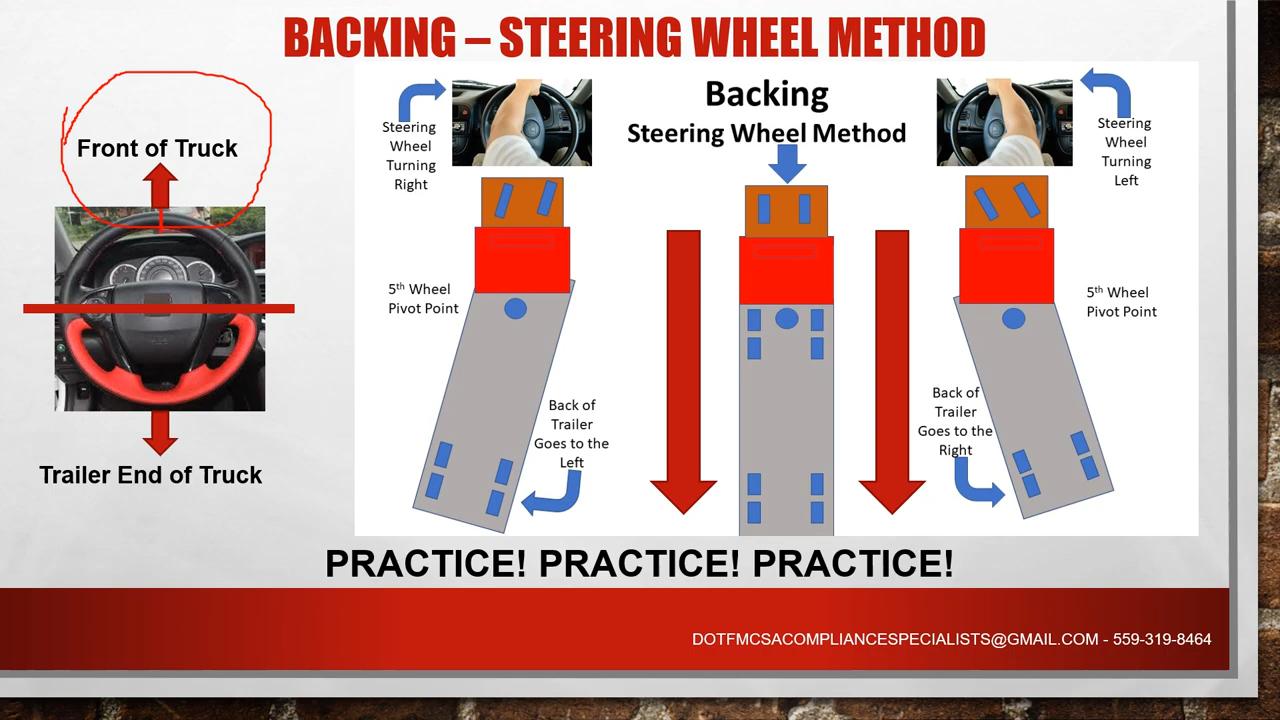 BACKING – STEERING WHEEL METHOD
Front of Truck
Trailer End of Truck
Steering
Wheel
Turning
Right
Backing
Steering Wheel Method
Steering
Wheel
Turning
Left
5th Wheel
Pivot Point
5th Wheel
Pivot Point
Back of
Trailer
Goes to the
Left
Back of
Trailer
Goes to the
Right
PRACTICE! PRACTICE! PRACTICE!
DOTFMCSACOMPLIANCESPECIALISTS@GMAIL.COM - 559-319-8464